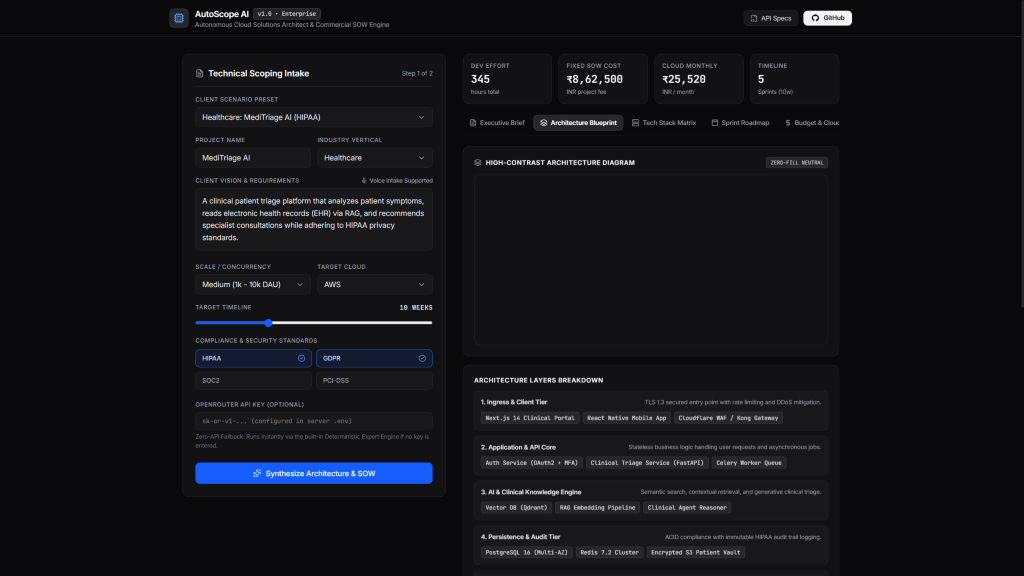 AutoScope AI v1.0 • Enterprise
Autonomous Cloud Solutions Architect & Commercial SOW Engine
API Specs
GitHub
Technical Scoping Intake
Step 1 of 2
CLIENT SCENARIO PRESET
Healthcare: MediTriage AI (HIPAA)
PROJECT NAME
INDUSTRY VERTICAL
MediTriage AI
Healthcare
CLIENT VISION & REQUIREMENTS
Voice Intake Supported
A clinical patient triage platform that analyzes patient symptoms,
reads electronic health records (EHR) via RAG, and recommends
specialist consultations while adhering to HIPAA privacy
standards.
SCALE / CONCURRENCY
TARGET CLOUD
Medium (1k - 10k DAU)
AWS
TARGET TIMELINE
10 WEEKS
COMPLIANCE & SECURITY STANDARDS
HIPAA
GDPR
SOC2
PCI-DSS
OPENROUTER API KEY (OPTIONAL)
sk-or-v1-... (configured in server .env)
Zero-API Fallback: Runs instantly via the built-in Deterministic Expert Engine if no key is
entered.
Synthesize Architecture & SOW
DEV EFFORT
345
hours total
FIXED SOW COST
₹8,62,500
INR project fee
CLOUD MONTHLY
₹25,520
INR / month
TIMELINE
5
Sprints (10w)
Executive Brief
Architecture Blueprint
Tech Stack Matrix
Sprint Roadmap
Budget & Clou
HIGH-CONTRAST ARCHITECTURE DIAGRAM
ZERO-FILL NEUTRAL
ARCHITECTURE LAYERS BREAKDOWN
1. Ingress & Client Tier
TLS 1.3 secured entry point with rate limiting and DDoS mitigation.
Next.js 14 Clinical Portal
React Native Mobile App
Cloudflare WAF / Kong Gateway
2. Application & API Core
Stateless business logic handling user requests and asynchronous jobs.
Auth Service (OAuth2 + MFA)
Clinical Triage Service (FastAPI)
Celery Worker Queue
3. AI & Clinical Knowledge Engine
Semantic search, contextual retrieval, and generative clinical triage.
Vector DB (Qdrant)
RAG Embedding Pipeline
Clinical Agent Reasoner
4. Persistence & Audit Tier
ACID compliance with immutable HIPAA audit trail logging.
PostgreSQL 16 (Multi-AZ)
Redis 7.2 Cluster
Encrypted S3 Patient Vault